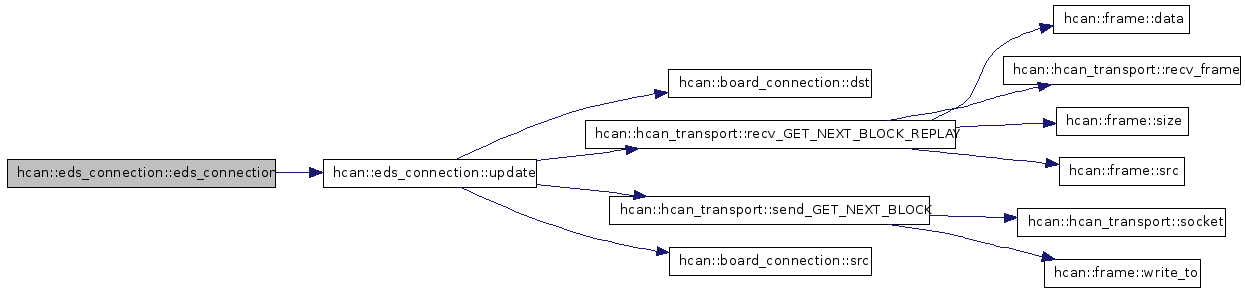 hcan::eds_connection::eds_connection
hcan::eds_connection::update
hcan::board_connection::dst
hcan::hcan_transport::recv_GET_NEXT_BLOCK_REPLAY
hcan::hcan_transport::send_GET_NEXT_BLOCK
hcan::board_connection::src
hcan::frame::data
hcan::hcan_transport::recv_frame
hcan::frame::size
hcan::frame::src
hcan::hcan_transport::socket
hcan::frame::write_to